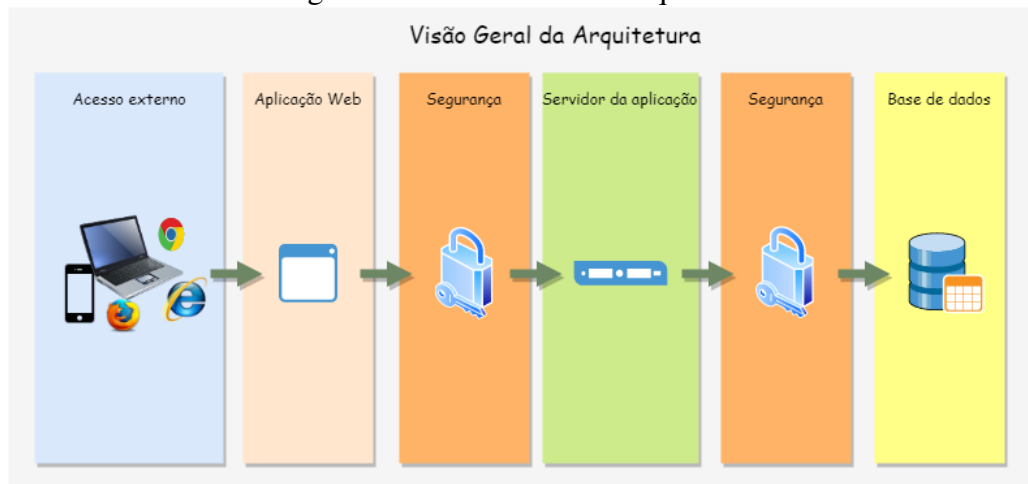 Visão Geral da Arquitetura
Acesso externo
Aplicação Web
Segurança
Servidor da aplicação
Segurança
Base de dados